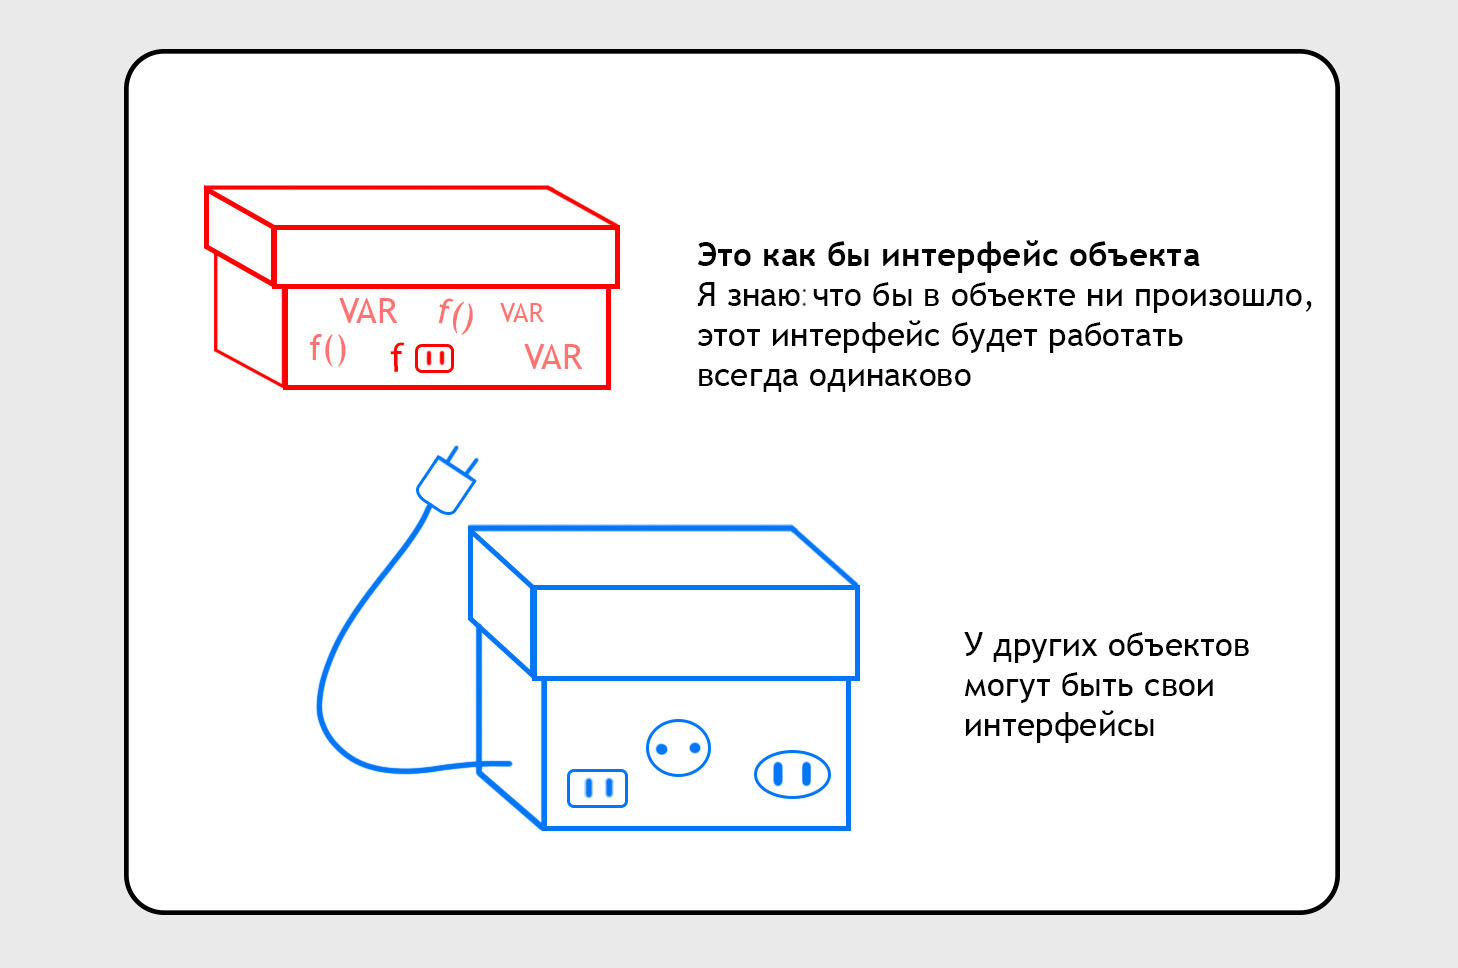 VAR f() VAR
f() f VAR
Это как бы интерфейс объекта
Я знаю: что бы в объекте ни произошло,
этот интерфейс будет работать
всегда одинаково
У других объектов
могут быть свои
интерфейсы